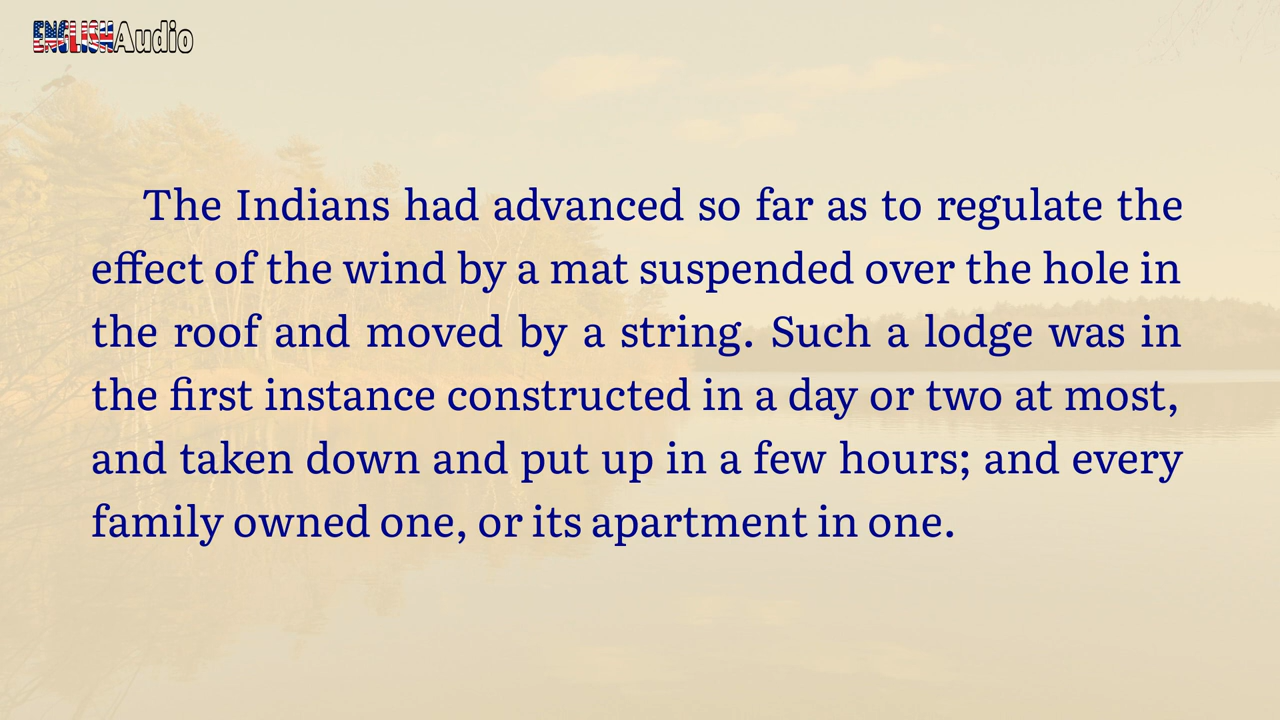 ENGLISHAudio
The Indians had advanced so far as to regulate the
effect of the wind by a mat suspended over the hole in
the roof and moved by a string. Such a lodge was in
the first instance constructed in a day or two at most,
and taken down and put up in a few hours; and every
family owned one, or its apartment in one.